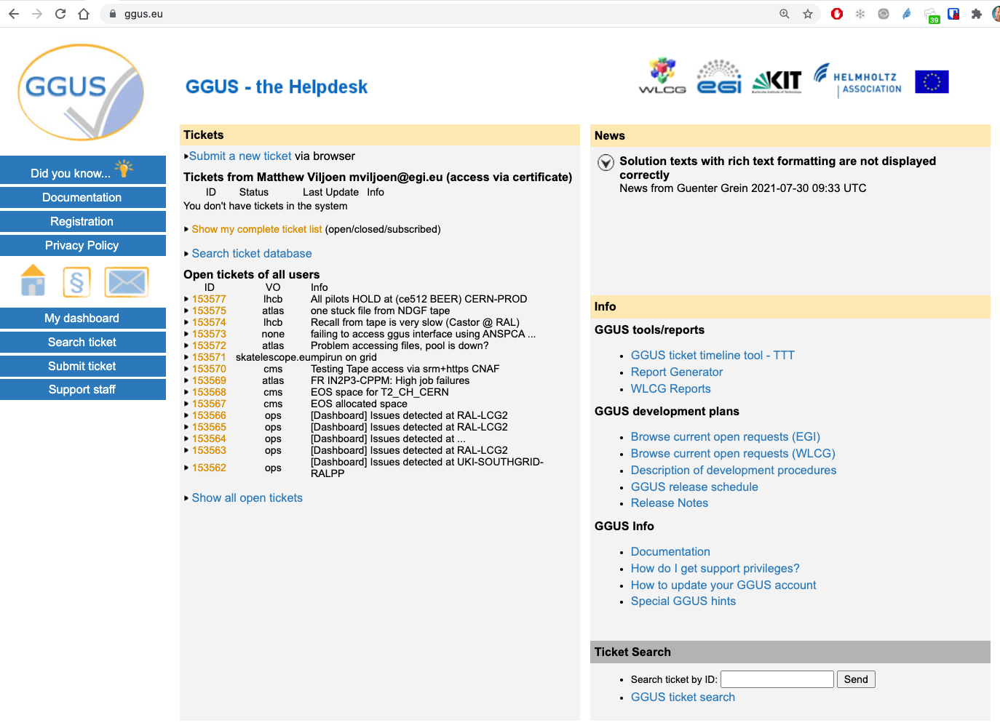 ggus.eu
39
GGUS
GGUS - the Helpdesk
WLCG
egi
KIT
Karlsruhe Institute of Technology
HELMHOLTZ
ASSOCIATION
Did you know...
Documentation
Registration
Privacy Policy
§
My dashboard
Search ticket
Submit ticket
Support staff
Tickets
Submit a new ticket via browser
Tickets from Matthew Viljoen mviljoen@egi.eu (access via certificate)
ID Status Last Update Info
You don't have tickets in the system
Show my complete ticket list (open/closed/subscribed)
Search ticket database
Open tickets of all users
ID VO Info
153577 lhcb All pilots HOLD at (ce512 BEER) CERN-PROD
153575 atlas one stuck file from NDGF tape
153574 lhcb Recall from tape is very slow (Castor @ RAL)
153573 none failing to access ggus interface using ANSPCA ...
153572 atlas Problem accessing files, pool is down?
153571 skatelescope.eumpirun on grid
153570 cms Testing Tape access via srm+https CNAF
153569 atlas FR IN2P3-CPPM: High job failures
153568 cms EOS space for T2_CH_CERN
153567 cms EOS allocated space
153566 ops [Dashboard] Issues detected at RAL-LCG2
153565 ops [Dashboard] Issues detected at RAL-LCG2
153564 ops [Dashboard] Issues detected at ...
153563 ops [Dashboard] Issues detected at RAL-LCG2
153562 ops [Dashboard] Issues detected at UKI-SOUTHGRID-
RALPP
Show all open tickets
News
Solution texts with rich text formatting are not displayed
correctly
News from Guenter Grein 2021-07-30 09:33 UTC
Info
GGUS tools/reports
GGUS ticket timeline tool - TTT
Report Generator
WLCG Reports
GGUS development plans
Browse current open requests (EGI)
Browse current open requests (WLCG)
Description of development procedures
GGUS release schedule
Release Notes
GGUS Info
Documentation
How do I get support privileges?
How to update your GGUS account
Special GGUS hints
Ticket Search
Search ticket by ID: Send
GGUS ticket search